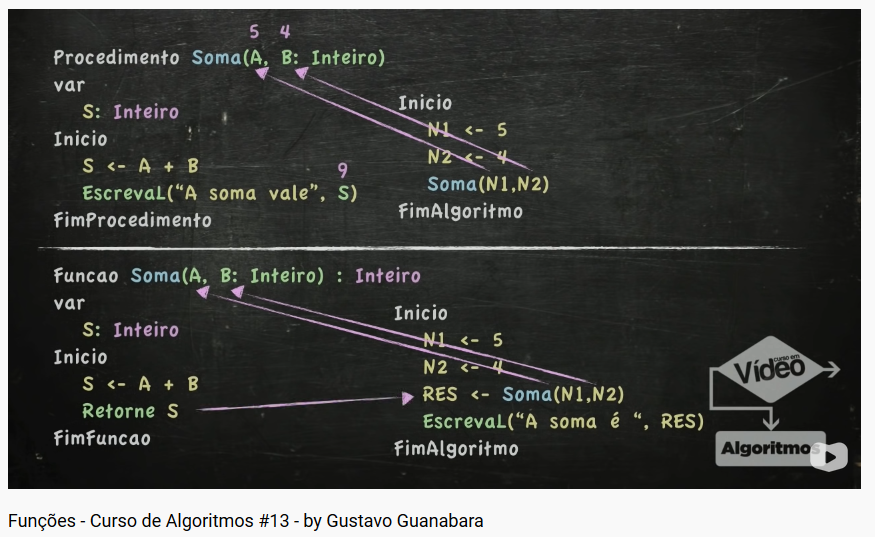 5 4
Procedimento Soma(A, B: Inteiro)
var
S: Inteiro
Inicio
S <- A + B
9
EscrevaL("A soma vale", S)
FimProcedimento
Inicio
N1 <- 5
N2 <- 4
Soma(N1,N2)
FimAlgoritmo
Funcao Soma(A, B: Inteiro) : Inteiro
var
S: Inteiro
Inicio
S <- A + B
Retorne S
FimFuncao
Inicio
N1 <- 5
N2 <- 4
RES <- Soma(N1,N2)
EscrevaL("A soma é “, RES)
FimAlgoritmo
curso em
Vídeo
Algoritmos
Funções - Curso de Algoritmos #13 - by Gustavo Guanabara